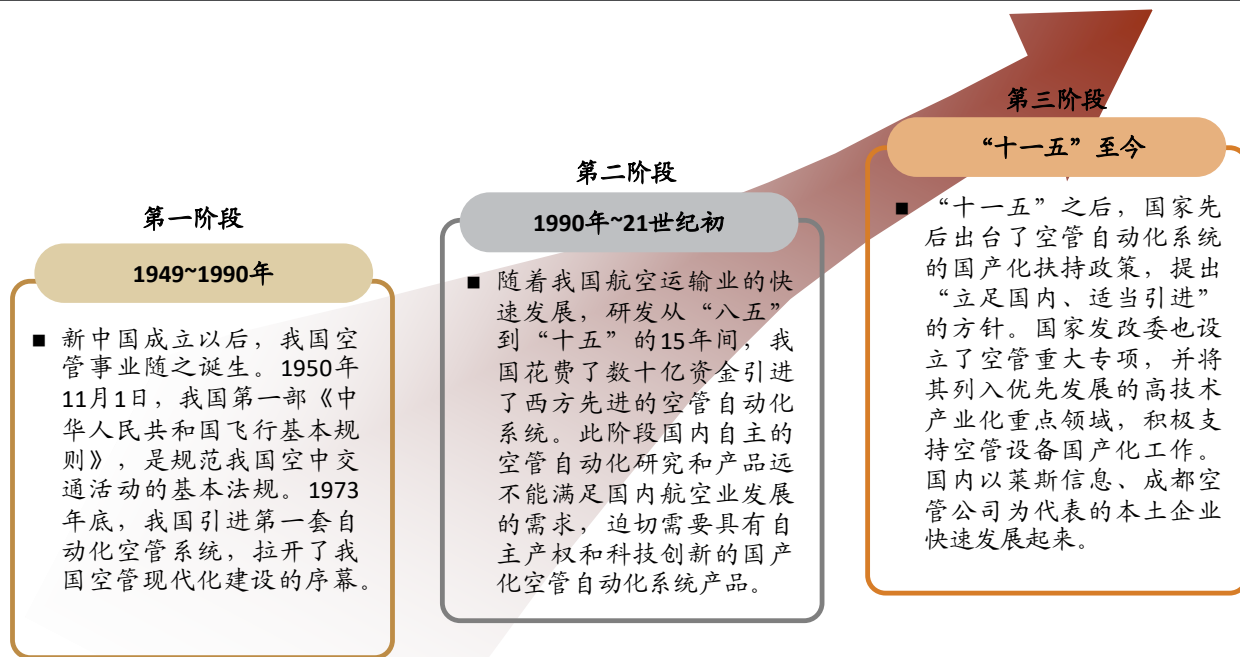 第一阶段
1949~1990年
■ 新中国成立以后，我国空
管事业随之诞生。1950年
11月1日，我国第一部《中
华人民共和国飞行基本规
则》，是规范我国空中交
通活动的基本法规。1973
年底，我国引进第一套自
动化空管系统，拉开了我
国空管现代化建设的序幕。
第二阶段
1990年~21世纪初
■ 随着我国航空运输业的快
速发展，研发从“八五”
到“十五”的15年间，我
国花费了数十亿资金引进
了西方先进的空管自动化
系统。此阶段国内自主的
空管自动化研究和产品远
不能满足国内航空业发展
的需求，迫切需要具有自
主产权和科技创新的国产
化空管自动化系统产品。
第三阶段
“十一五”至今
■ “十一五”之后，国家先
后出台了空管自动化系统
的国产化扶持政策，提出
“立足国内、适当引进”
的方针。国家发改委也设
立了空管重大专项，并将
其列入优先发展的高技术
产业化重点领域，积极支
持空管设备国产化工作。
国内以莱斯信息、成都空
管公司为代表的本土企业
快速发展起来。